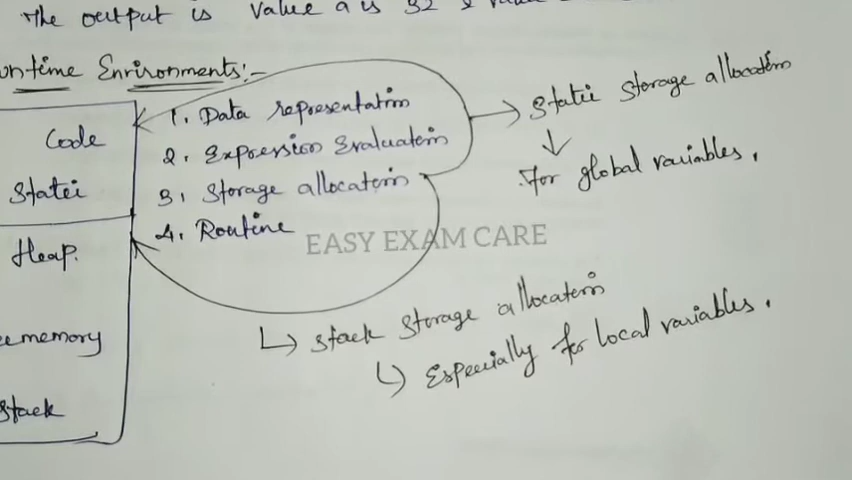 The output is value a is 32 &
ontime Environments:-
Code
Static
Heap.
ee memory
Stack
1. Data representation
2. Expression Evaluation
3. Storage allocation
4. Routine
Static storage allocation
For global variables.
EASY EXAM CARE
Stack storage allocation
Especially for local variables.